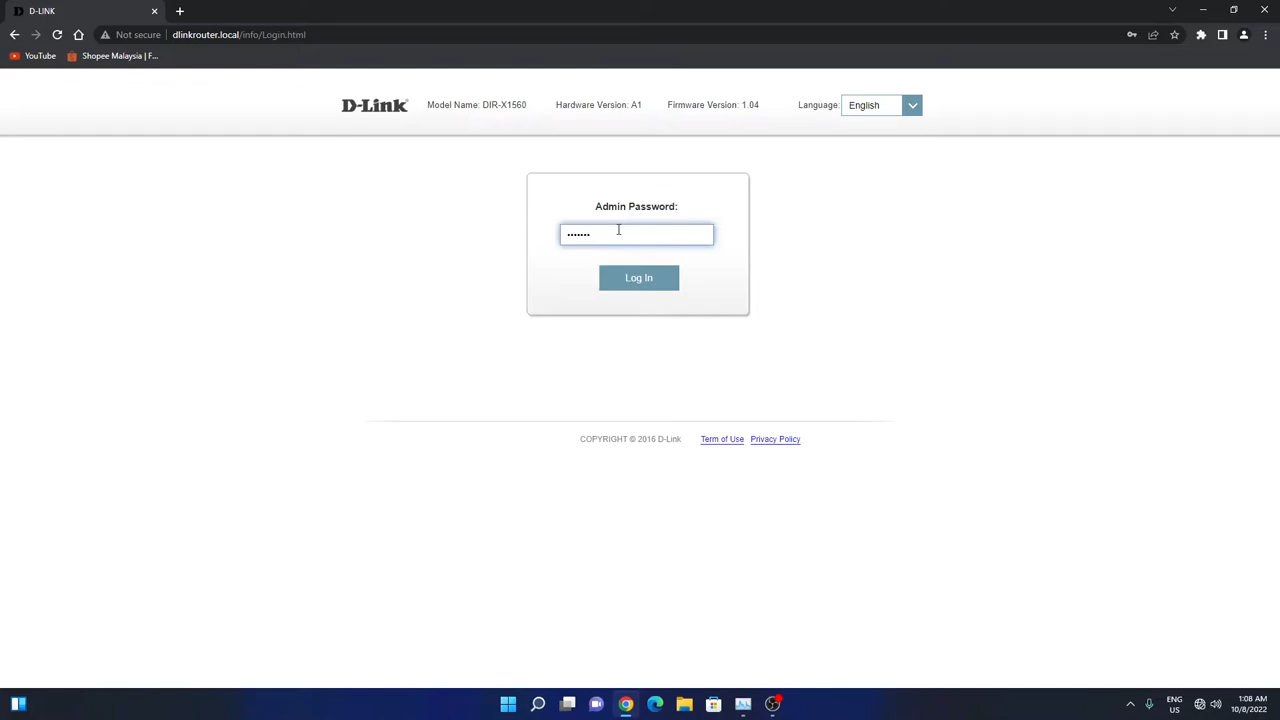 D-LINK
Not secure | dlinkrouter.local/info/Login.html
YouTube
Shopee Malaysia | F...
D-Link
Model Name: DIR-X1560
Hardware Version: A1
Firmware Version: 1.04
Language:
English
Admin Password:
•••••••
Log In
COPYRIGHT © 2016 D-Link
Term of Use
Privacy Policy
ENG
US
1:08 AM
10/8/2022